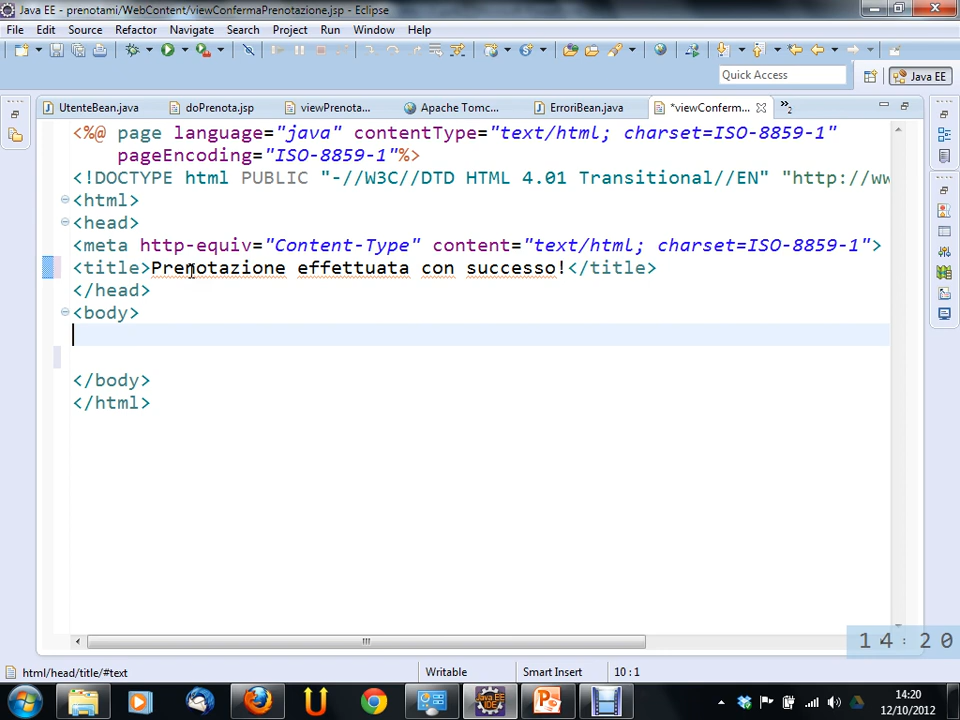 Java EE - prenotami/WebContent/viewConfermaPrenotazione.jsp - Eclipse
File Edit Source Refactor Navigate Search Project Run Window Help
Quick Access
Java EE
UtenteBean.java doPrenota.jsp viewPrenota... Apache Tomc... ErroriBean.java *viewConferm... »2
<%@ page language="java" contentType="text/html; charset=ISO-8859-1"
pageEncoding="ISO-8859-1"%>
<!DOCTYPE html PUBLIC "-//W3C//DTD HTML 4.01 Transitional//EN" "http://ww
<html>
<head>
<meta http-equiv="Content-Type" content="text/html; charset=ISO-8859-1">
<title>Prenotazione effettuata con successo!</title>
</head>
<body>
</body>
</html>
14:20
html/head/title/#text Writable Smart Insert 10 : 1
Java EE IDE
14:20
12/10/2012